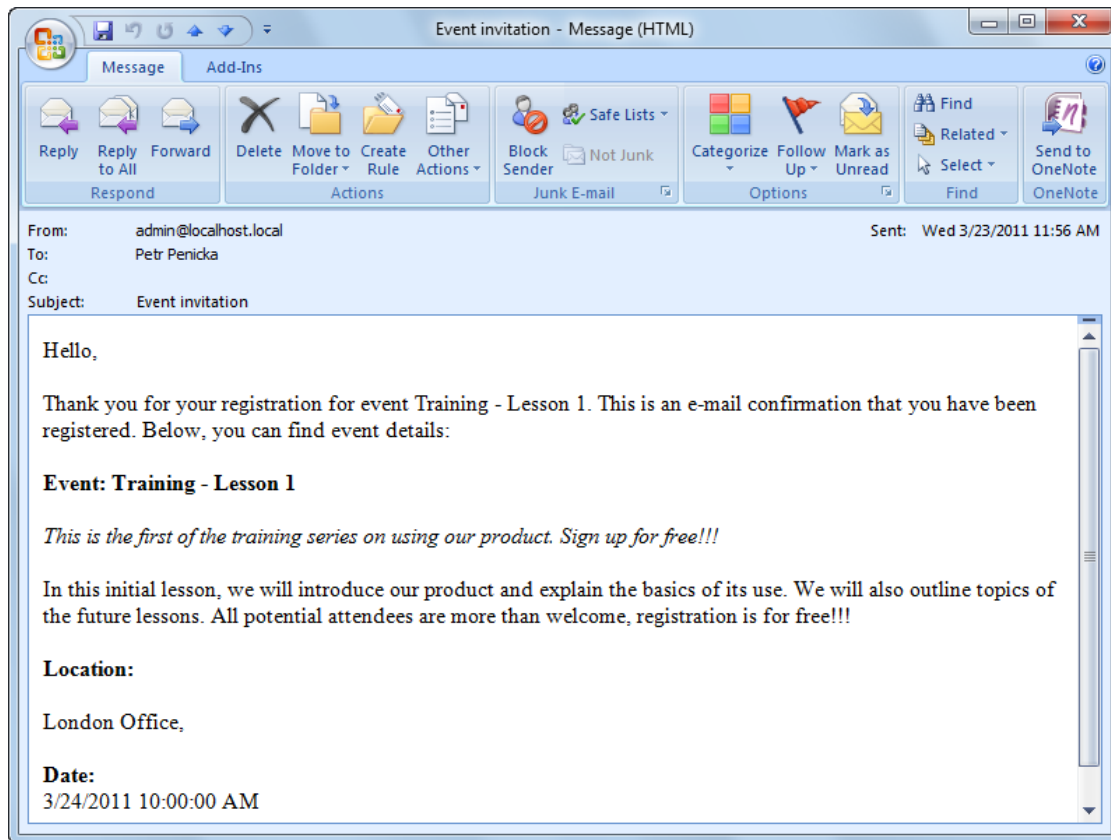 Event invitation - Message (HTML)
Message Add-Ins
Reply Reply to All Forward Delete Move to Folder Create Rule Other Actions Block Sender Safe Lists Not Junk Categorize Follow Up Mark as Unread Find Related Select Send to OneNote
Respond Actions Junk E-mail Options Find OneNote
From: admin@localhost.local Sent: Wed 3/23/2011 11:56 AM
To: Petr Penicka
Cc:
Subject: Event invitation
Hello,
Thank you for your registration for event Training - Lesson 1. This is an e-mail confirmation that you have been
registered. Below, you can find event details:
Event: Training - Lesson 1
This is the first of the training series on using our product. Sign up for free!!!
In this initial lesson, we will introduce our product and explain the basics of its use. We will also outline topics of
the future lessons. All potential attendees are more than welcome, registration is for free!!!
Location:
London Office,
Date:
3/24/2011 10:00:00 AM